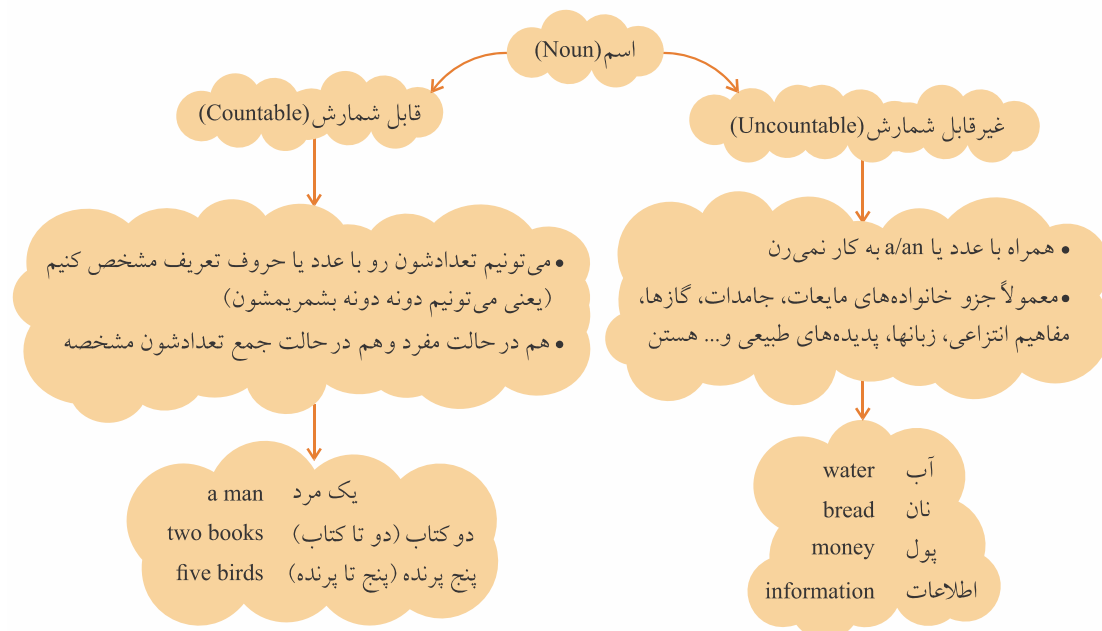 اسم (Noun)
قابل شمارش (Countable)
غیرقابل شمارش (Uncountable)
• می‌تونیم تعدادشون رو با عدد یا حروف تعریف مشخص کنیم
(یعنی می‌تونیم دونه دونه بشمریمشون)
• هم در حالت مفرد و هم در حالت جمع تعدادشون مشخصه
• همراه با عدد یا a/an به کار نمی‌رن
• معمولاً جزو خانواده‌های مایعات، جامدات، گازها،
مفاهیم انتزاعی، زبانها، پدیده‌های طبیعی و... هستن
a man یک مرد
two books دو کتاب (دو تا کتاب)
five birds پنج پرنده (پنج تا پرنده)
water آب
bread نان
money پول
information اطلاعات